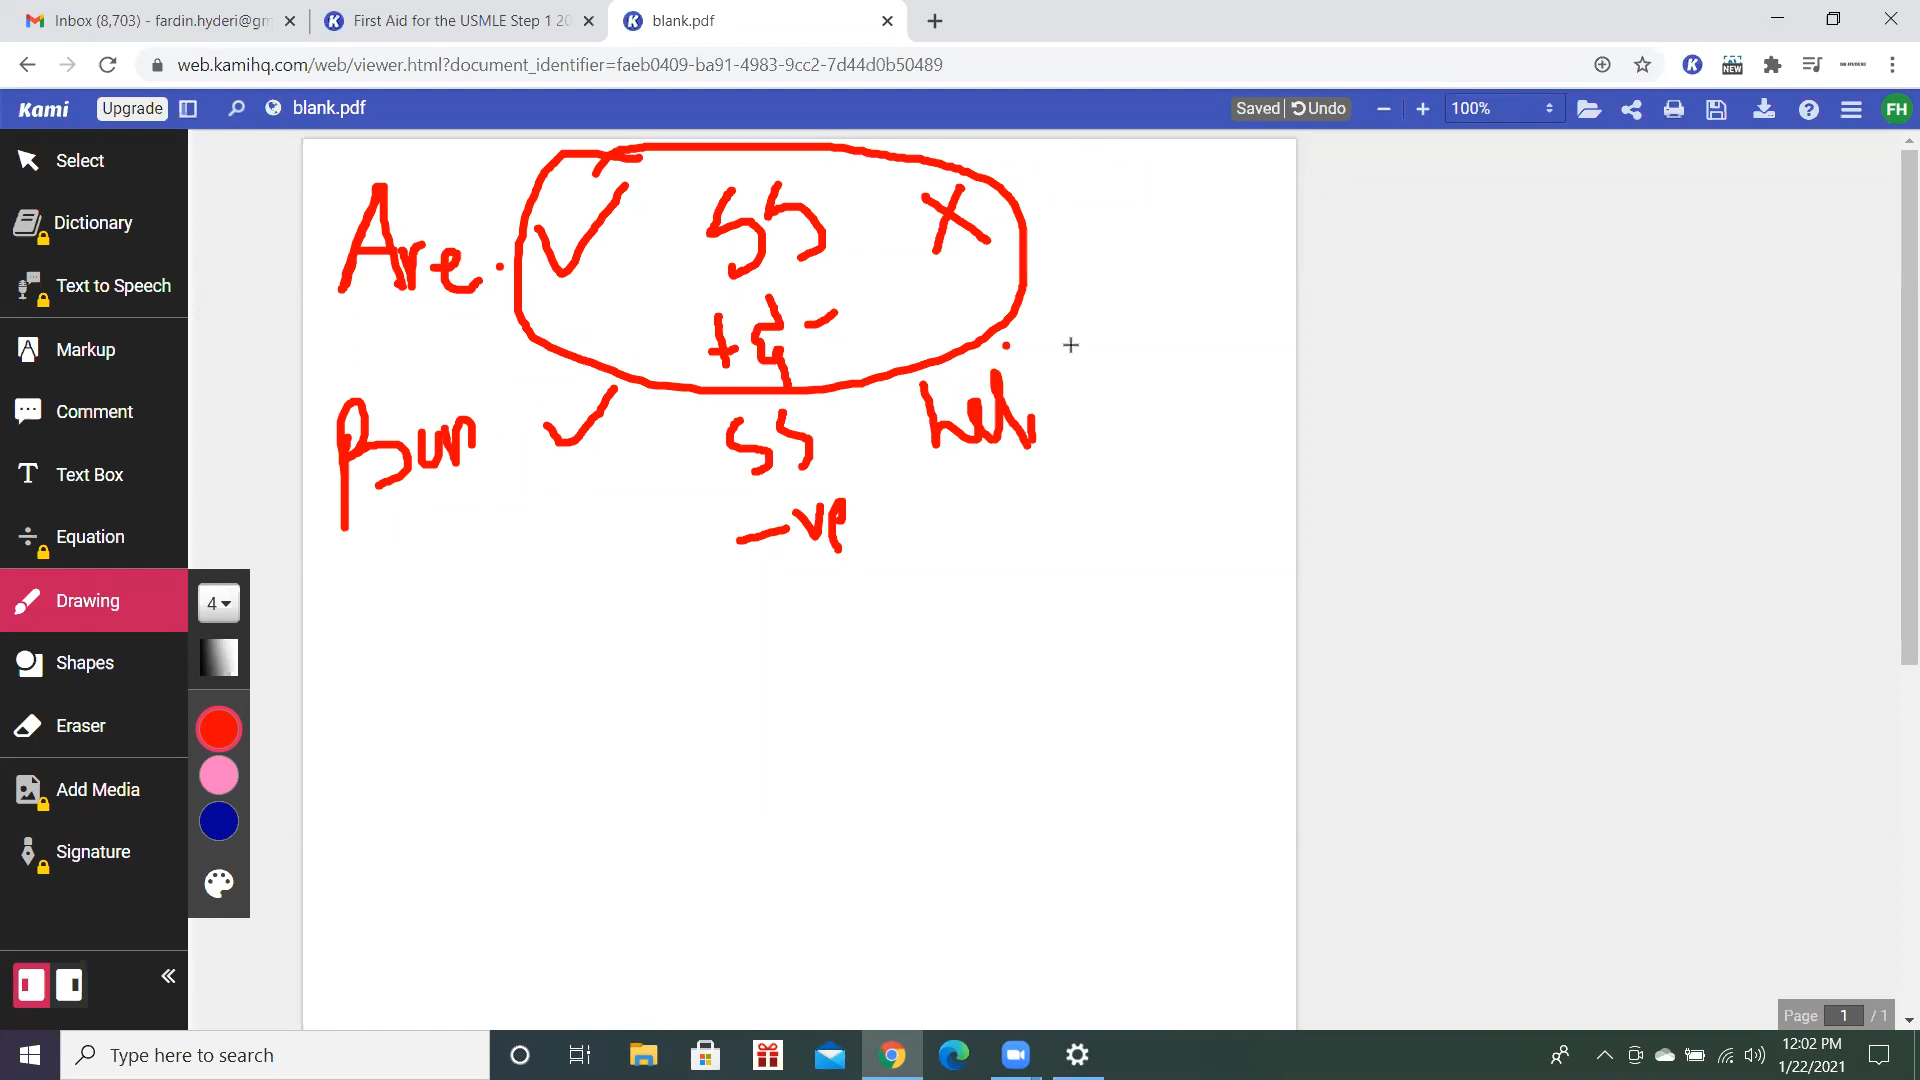 Inbox (8,703) - fardin.hyderi@gm
First Aid for the USMLE Step 1 20
blank.pdf
web.kamihq.com/web/viewer.html?document_identifier=faeb0409-ba91-4983-9cc2-7d44d0b50489
NEW
Kami
Upgrade
blank.pdf
Saved
Undo
100%
FH
Select
Dictionary
Text to Speech
Markup
Comment
Text Box
Equation
Drawing
4
Shapes
Eraser
Add Media
Signature
Are.
SS
X
+ & -
Bun
SS
heli
-ve
Page 1 / 1
Type here to search
12:02 PM
1/22/2021